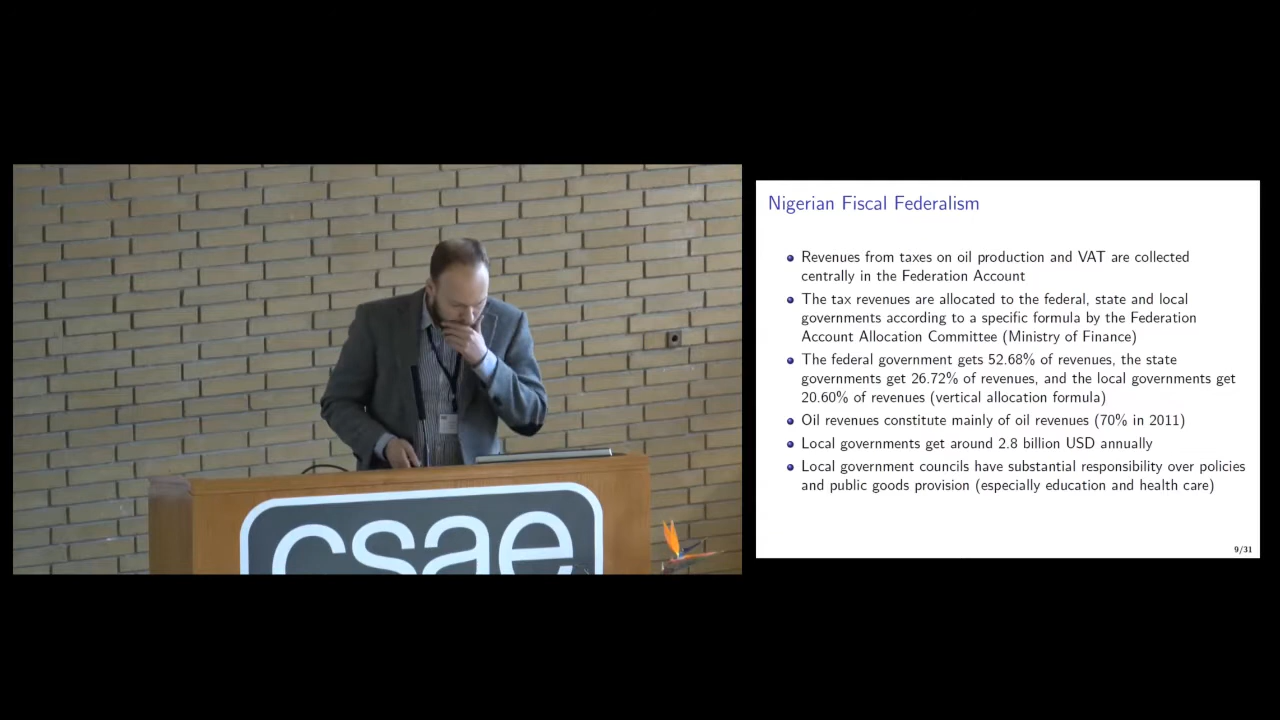 csae
Nigerian Fiscal Federalism
Revenues from taxes on oil production and VAT are collected
centrally in the Federation Account
The tax revenues are allocated to the federal, state and local
governments according to a specific formula by the Federation
Account Allocation Committee (Ministry of Finance)
The federal government gets 52.68% of revenues, the state
governments get 26.72% of revenues, and the local governments get
20.60% of revenues (vertical allocation formula)
Oil revenues constitute mainly of oil revenues (70% in 2011)
Local governments get around 2.8 billion USD annually
Local government councils have substantial responsibility over policies
and public goods provision (especially education and health care)
9/31